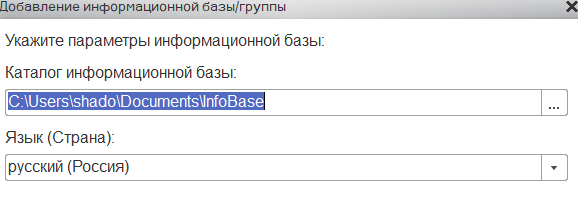 Добавление информационной базы/группы
Укажите параметры информационной базы:
Каталог информационной базы:
C:\Users\shado\Documents\InfoBase
...
Язык (Страна):
русский (Россия)